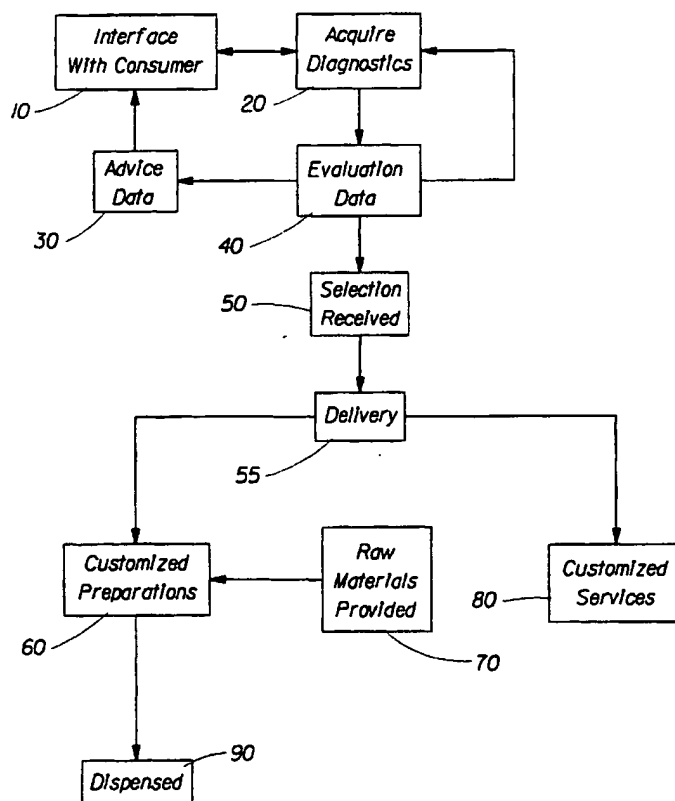 Interface
With Consumer
Acquire
Diagnostics
10
20
Advice
Data
Evaluation
Data
30
40
50
Selection
Received
Delivery
55
Customized
Preparations
Raw
Materials
Provided
Customized
Services
60
70
80
90
Dispensed